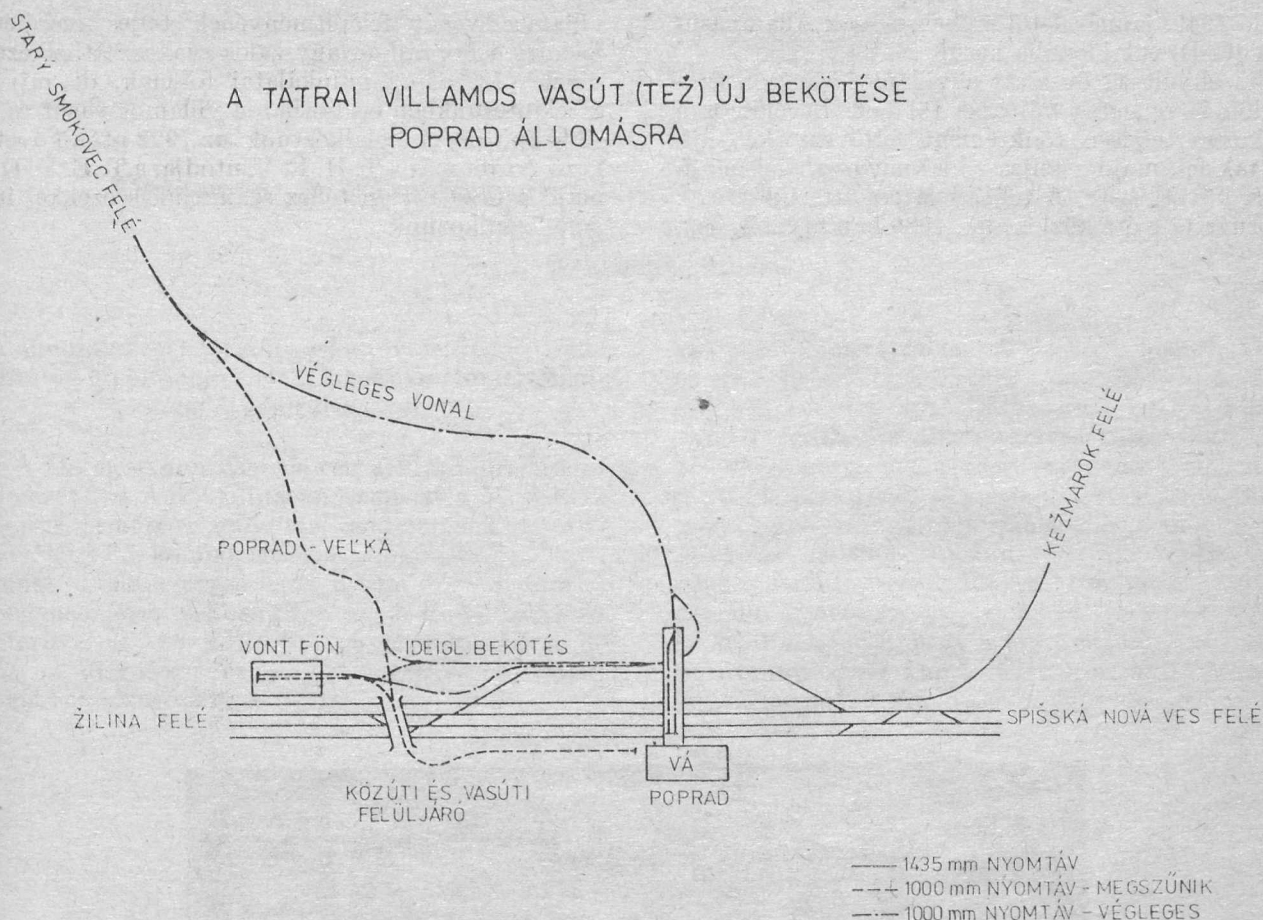 STARÝ SMOKOVEC FELÉ
A TÁTRAI VILLAMOS VASÚT (TEŽ) ÚJ BEKÖTÉSE
POPRAD ÁLLOMÁSRA
VÉGLEGES VONAL
KEŽMAROK FELÉ
POPRAD - VEĽKÁ
VONT. FŐN.
IDEIGL. BEKÖTÉS
ŽILINA FELÉ
SPIŠSKÁ NOVÁ VES FELÉ
VÁ
POPRAD
KÖZÚTI ÉS VASÚTI
FELÜLJÁRÓ
1435 mm NYOMTÁV
1000 mm NYOMTÁV - MEGSZŰNIK
1000 mm NYOMTÁV - VÉGLEGES